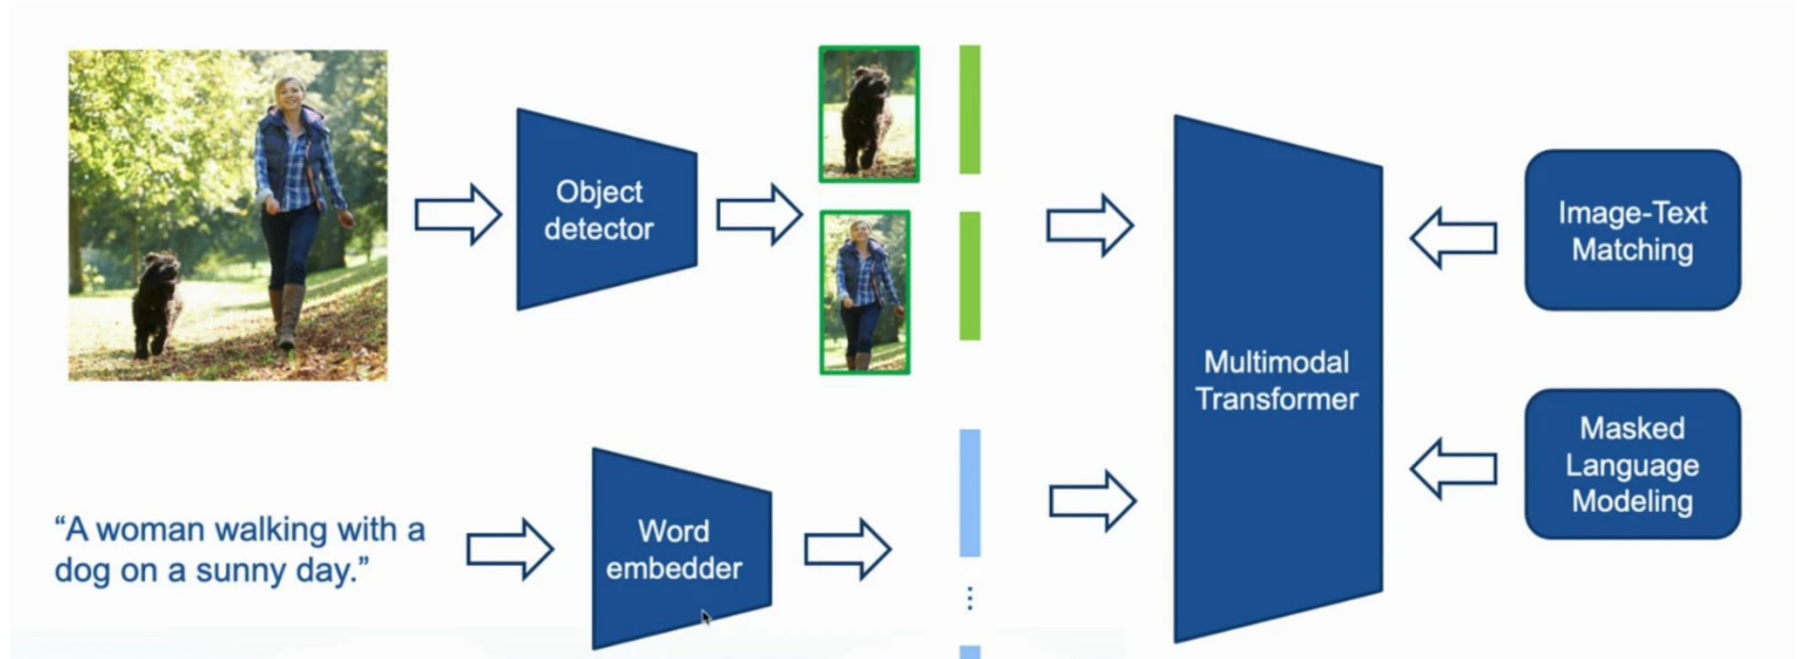 Object
detector
Image-Text
Matching
Multimodal
Transformer
Masked
Language
Modeling
“A woman walking with a
dog on a sunny day.”
Word
embedder